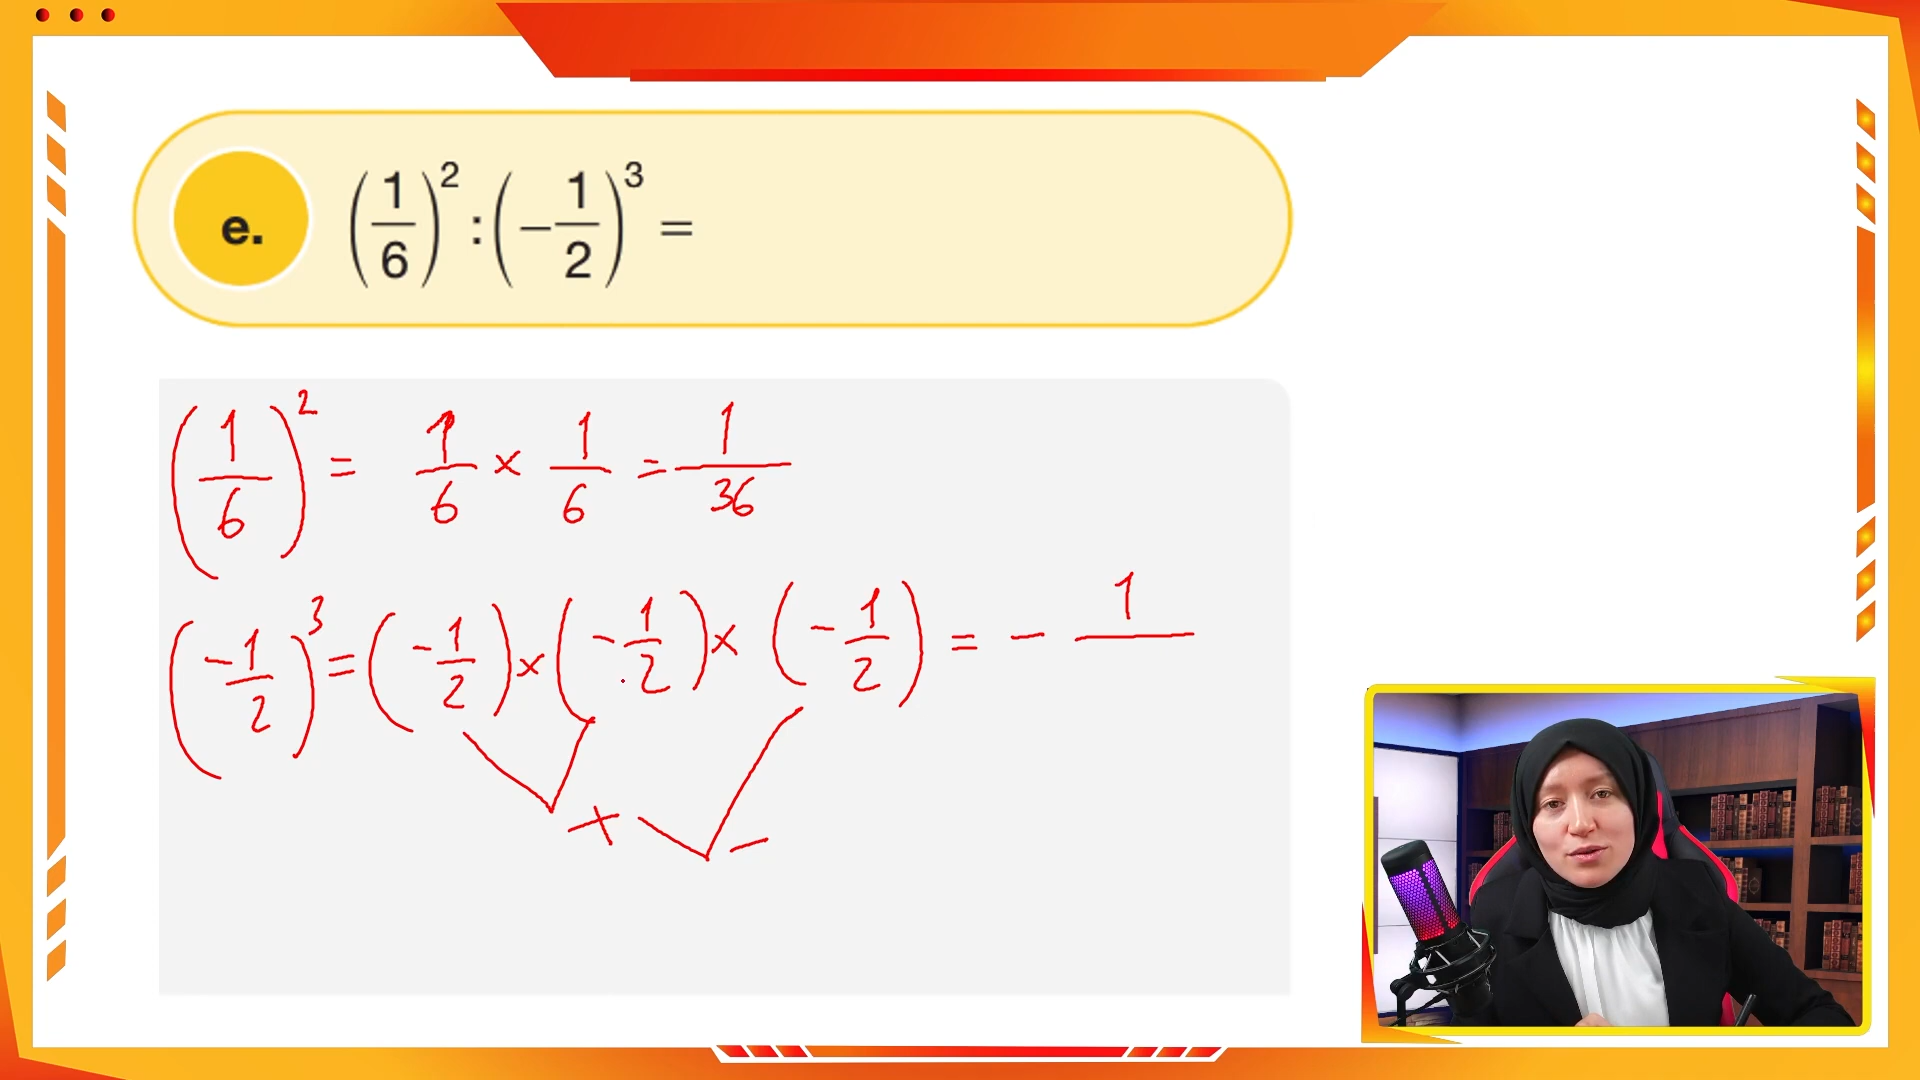 e. (1/6)² : (-1/2)³ =
(1/6)² = 1/6 × 1/6 = 1/36
(-1/2)³ = (-1/2) × (-1/2) × (-1/2) = - 1/
+ -